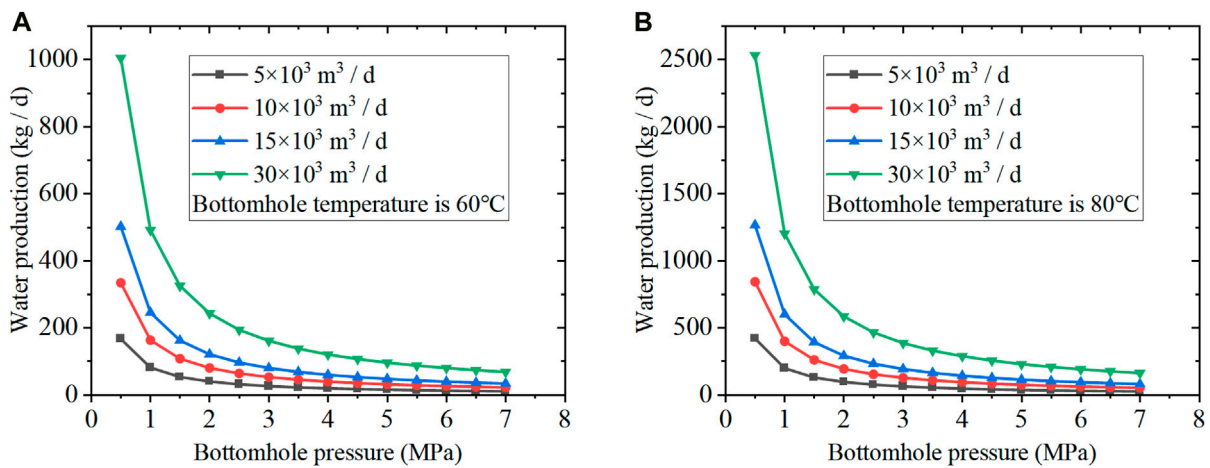 A
1000
800
600
400
200
0
Water production (kg / d)
5×10³ m³ / d
10×10³ m³ / d
15×10³ m³ / d
30×10³ m³ / d
Bottomhole temperature is 60℃
0 1 2 3 4 5 6 7 8
Bottomhole pressure (MPa)
B
2500
2000
1500
1000
500
0
Water production (kg / d)
5×10³ m³ / d
10×10³ m³ / d
15×10³ m³ / d
30×10³ m³ / d
Bottomhole temperature is 80℃
0 1 2 3 4 5 6 7 8
Bottomhole pressure (MPa)